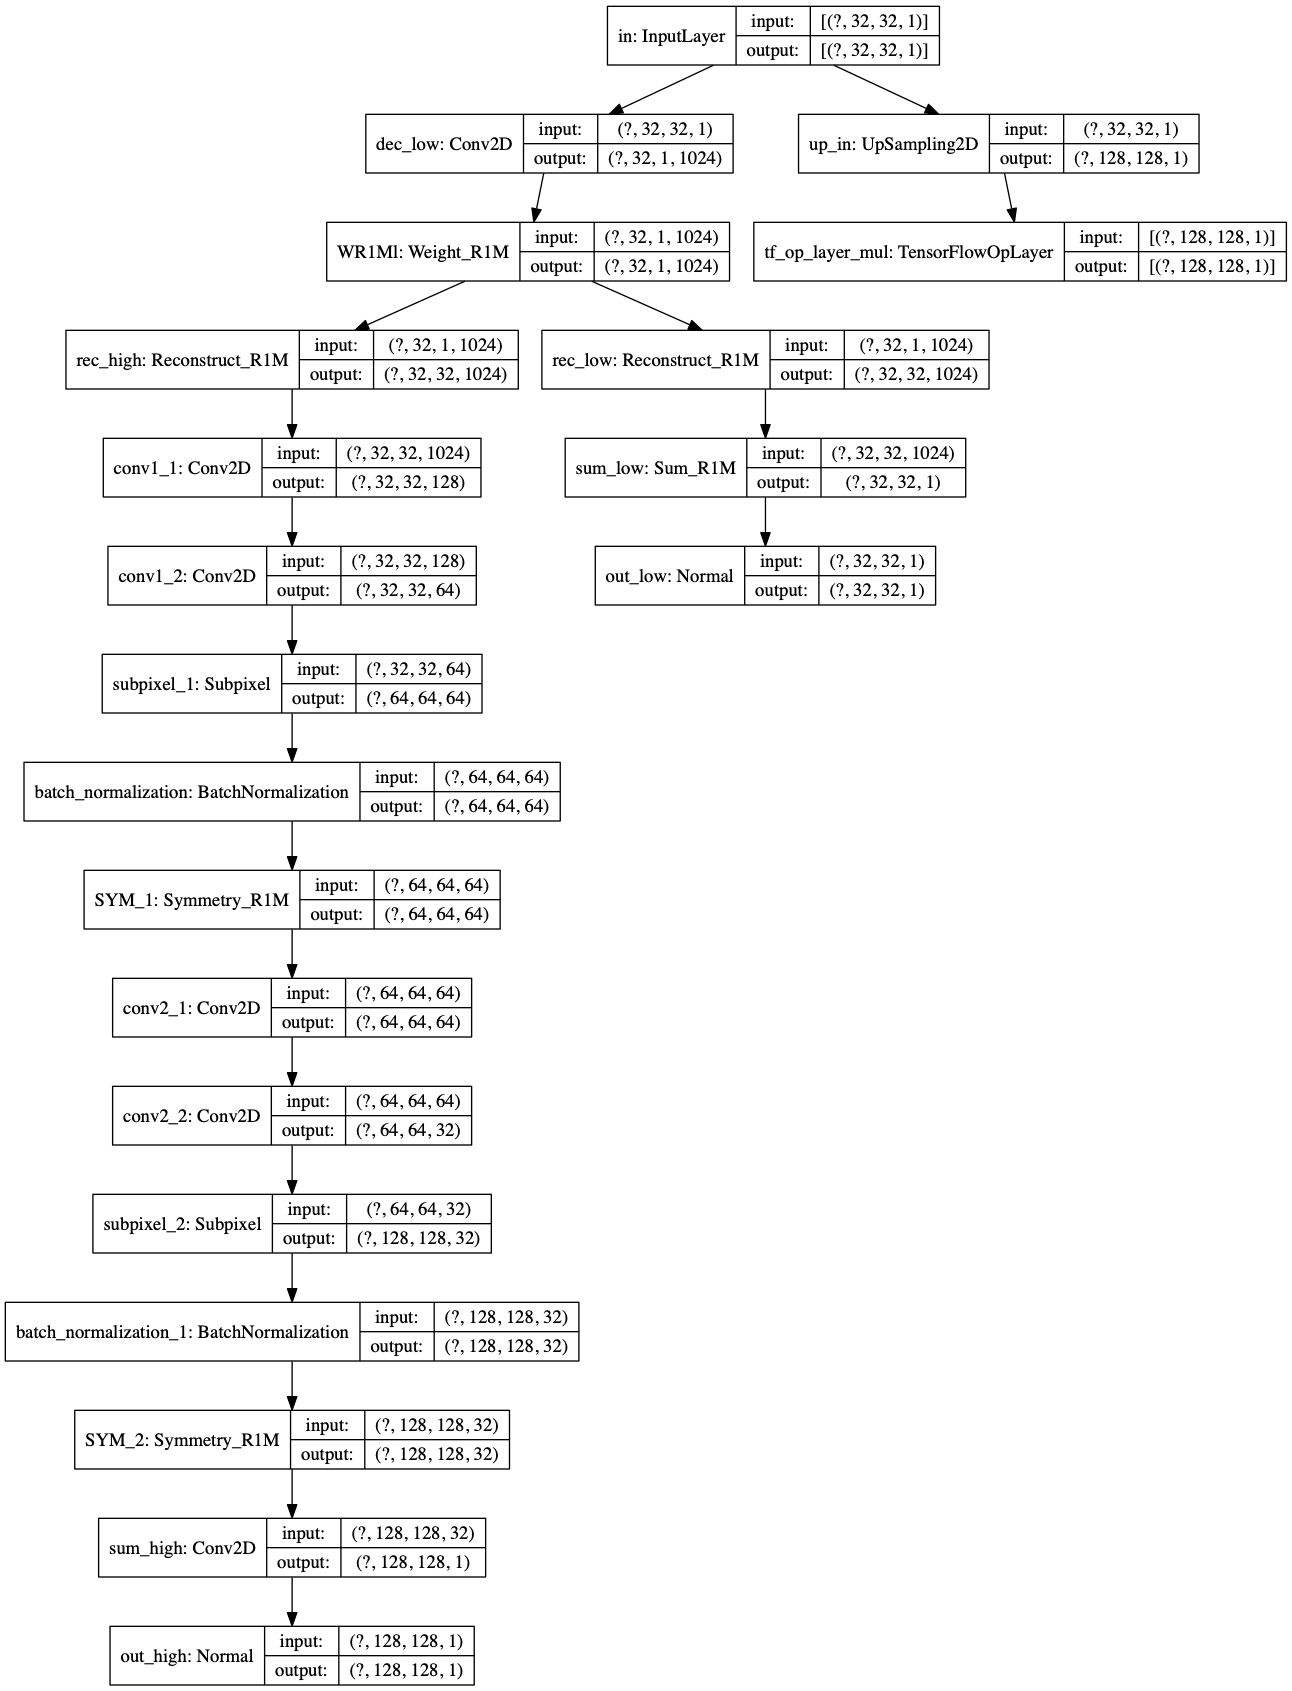 in: InputLayer
input: [(?, 32, 32, 1)]
output: [(?, 32, 32, 1)]
dec_low: Conv2D
input: (?, 32, 32, 1)
output: (?, 32, 1, 1024)
up_in: UpSampling2D
input: (?, 32, 32, 1)
output: (?, 128, 128, 1)
WR1Ml: Weight_R1M
input: (?, 32, 1, 1024)
output: (?, 32, 1, 1024)
tf_op_layer_mul: TensorFlowOpLayer
input: [(?, 128, 128, 1)]
output: [(?, 128, 128, 1)]
rec_high: Reconstruct_R1M
input: (?, 32, 1, 1024)
output: (?, 32, 32, 1024)
rec_low: Reconstruct_R1M
input: (?, 32, 1, 1024)
output: (?, 32, 32, 1024)
conv1_1: Conv2D
input: (?, 32, 32, 1024)
output: (?, 32, 32, 128)
sum_low: Sum_R1M
input: (?, 32, 32, 1024)
output: (?, 32, 32, 1)
conv1_2: Conv2D
input: (?, 32, 32, 128)
output: (?, 32, 32, 64)
out_low: Normal
input: (?, 32, 32, 1)
output: (?, 32, 32, 1)
subpixel_1: Subpixel
input: (?, 32, 32, 64)
output: (?, 64, 64, 64)
batch_normalization: BatchNormalization
input: (?, 64, 64, 64)
output: (?, 64, 64, 64)
SYM_1: Symmetry_R1M
input: (?, 64, 64, 64)
output: (?, 64, 64, 64)
conv2_1: Conv2D
input: (?, 64, 64, 64)
output: (?, 64, 64, 64)
conv2_2: Conv2D
input: (?, 64, 64, 64)
output: (?, 64, 64, 32)
subpixel_2: Subpixel
input: (?, 64, 64, 32)
output: (?, 128, 128, 32)
batch_normalization_1: BatchNormalization
input: (?, 128, 128, 32)
output: (?, 128, 128, 32)
SYM_2: Symmetry_R1M
input: (?, 128, 128, 32)
output: (?, 128, 128, 32)
sum_high: Conv2D
input: (?, 128, 128, 32)
output: (?, 128, 128, 1)
out_high: Normal
input: (?, 128, 128, 1)
output: (?, 128, 128, 1)